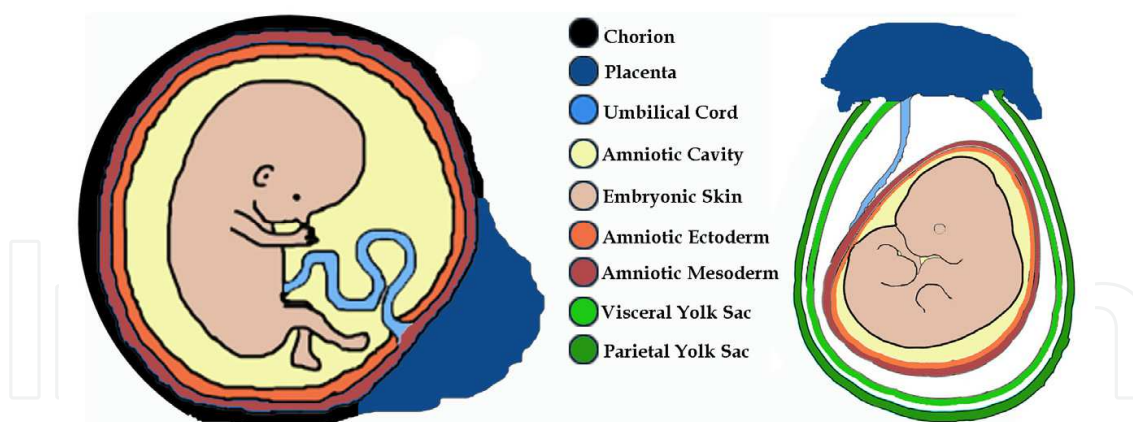 Chorion
Placenta
Umbilical Cord
Amniotic Cavity
Embryonic Skin
Amniotic Ectoderm
Amniotic Mesoderm
Visceral Yolk Sac
Parietal Yolk Sac